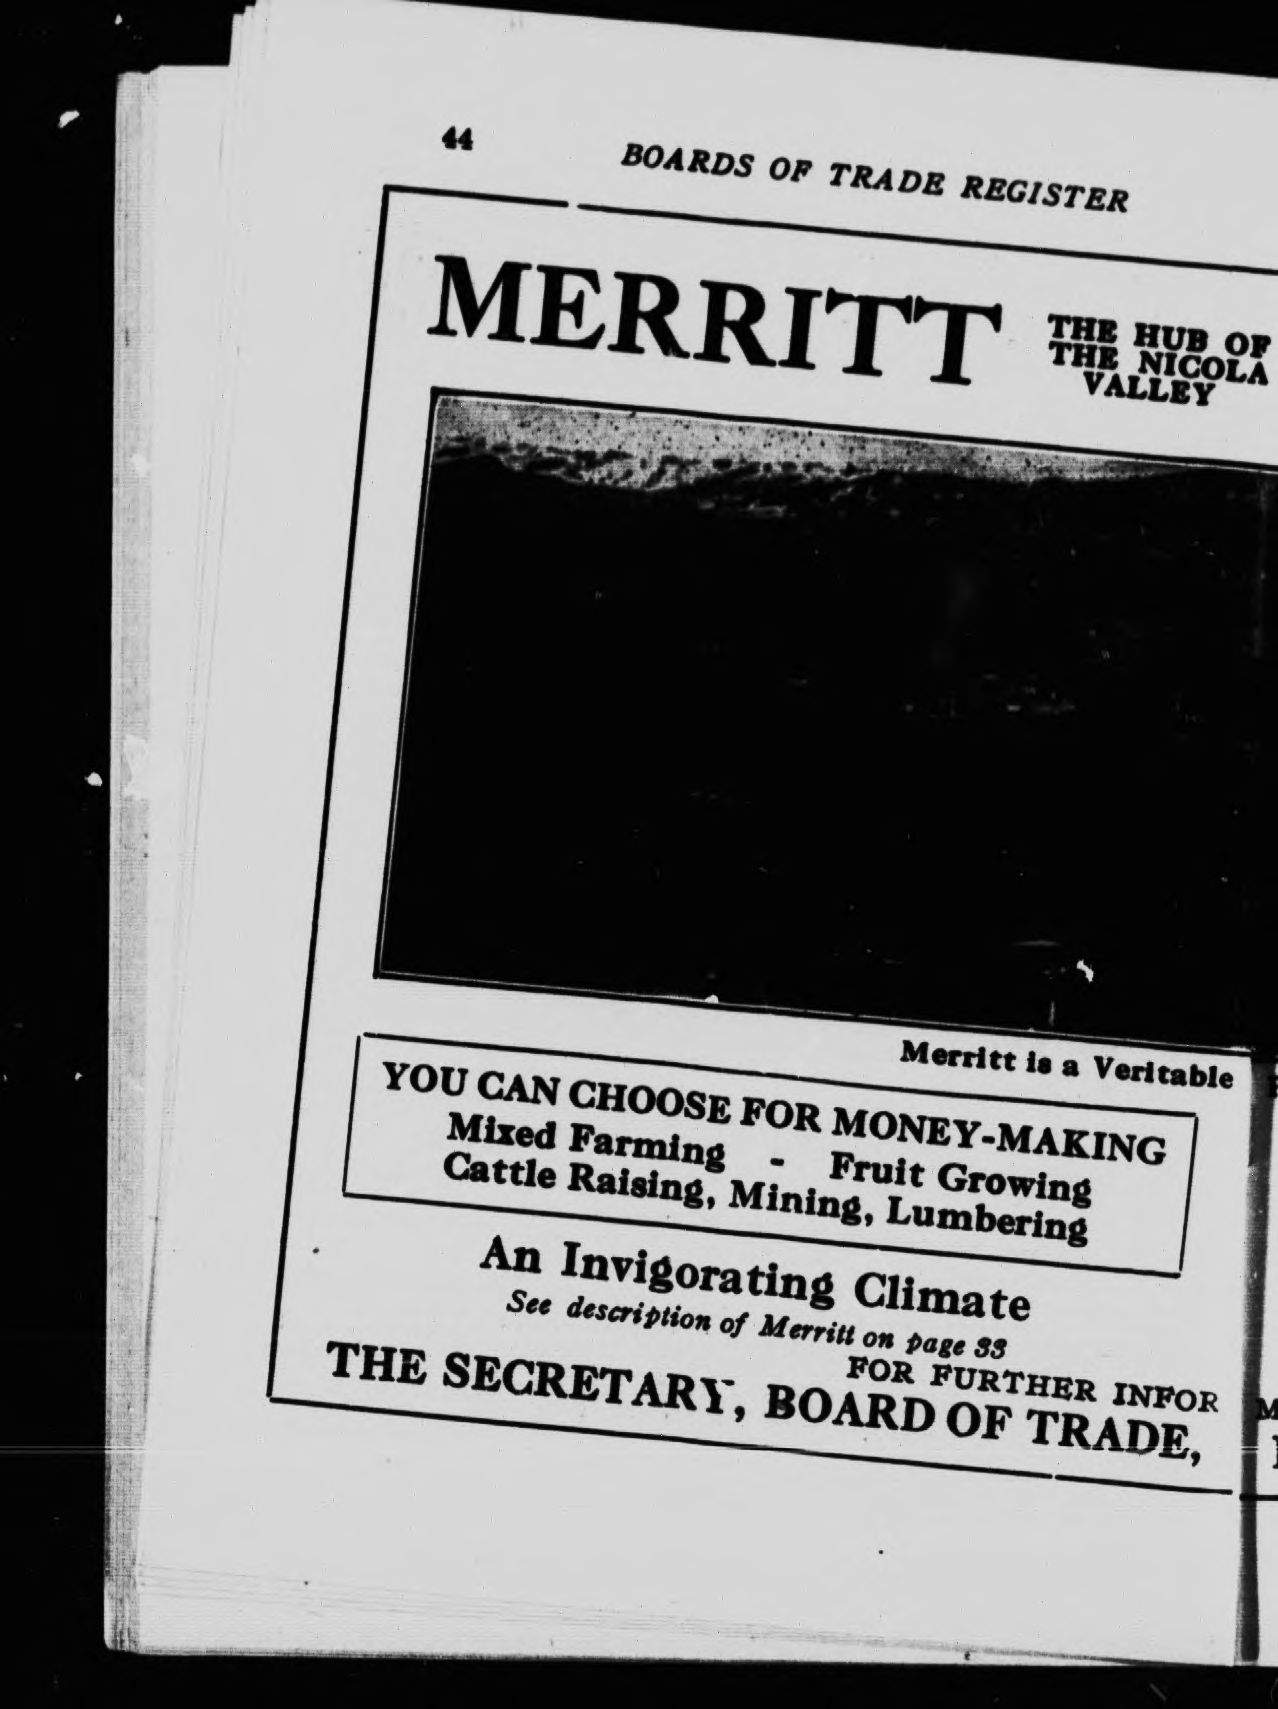 44
BOARDS OF TRADE REGISTER
MERRITT
THE HUB OF
THE NICOLA
VALLEY
Merritt is a Veritable
YOU CAN CHOOSE FOR MONEY-MAKING
Mixed Farming - Fruit Growing
Cattle Raising, Mining, Lumbering
An Invigorating Climate
See description of Merritt on page 33
FOR FURTHER INFOR
THE SECRETARY, BOARD OF TRADE,